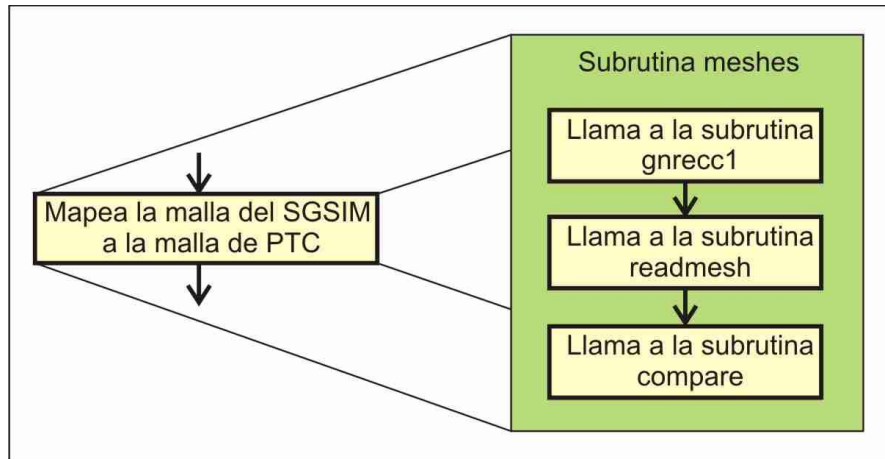 Subrutina meshes
Llama a la subrutina
gnrecc1
Mapea la malla del SGSIM
a la malla de PTC
Llama a la subrutina
readmesh
Llama a la subrutina
compare